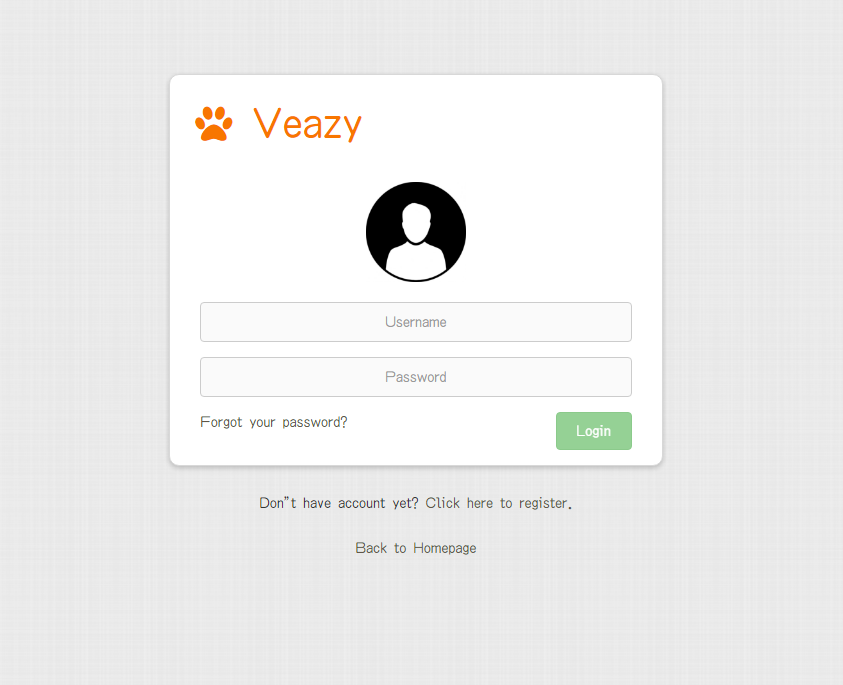 Veazy
Username
Password
Forgot your password?
Login
Don"t have account yet? Click here to register.
Back to Homepage